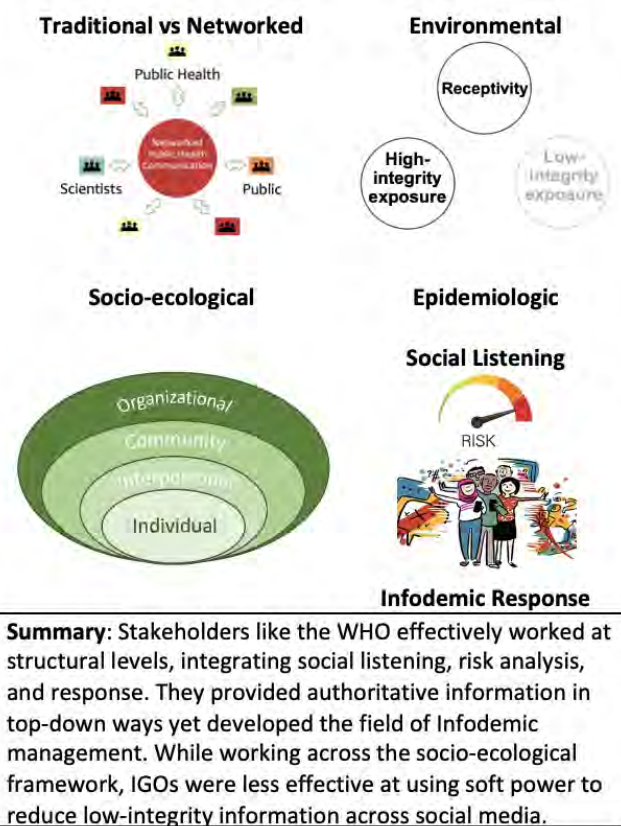 Traditional vs Networked
Public Health
Networked
Public Health
Communication
Scientists
Public
Environmental
Receptivity
High-
integrity
exposure
Low-
integrity
exposure
Socio-ecological
Organizational
Community
Interpersonal
Individual
Epidemiologic
Social Listening
RISK
Infodemic Response
Summary: Stakeholders like the WHO effectively worked at
structural levels, integrating social listening, risk analysis,
and response. They provided authoritative information in
top-down ways yet developed the field of Infodemic
management. While working across the socio-ecological
framework, IGOs were less effective at using soft power to
reduce low-integrity information across social media.